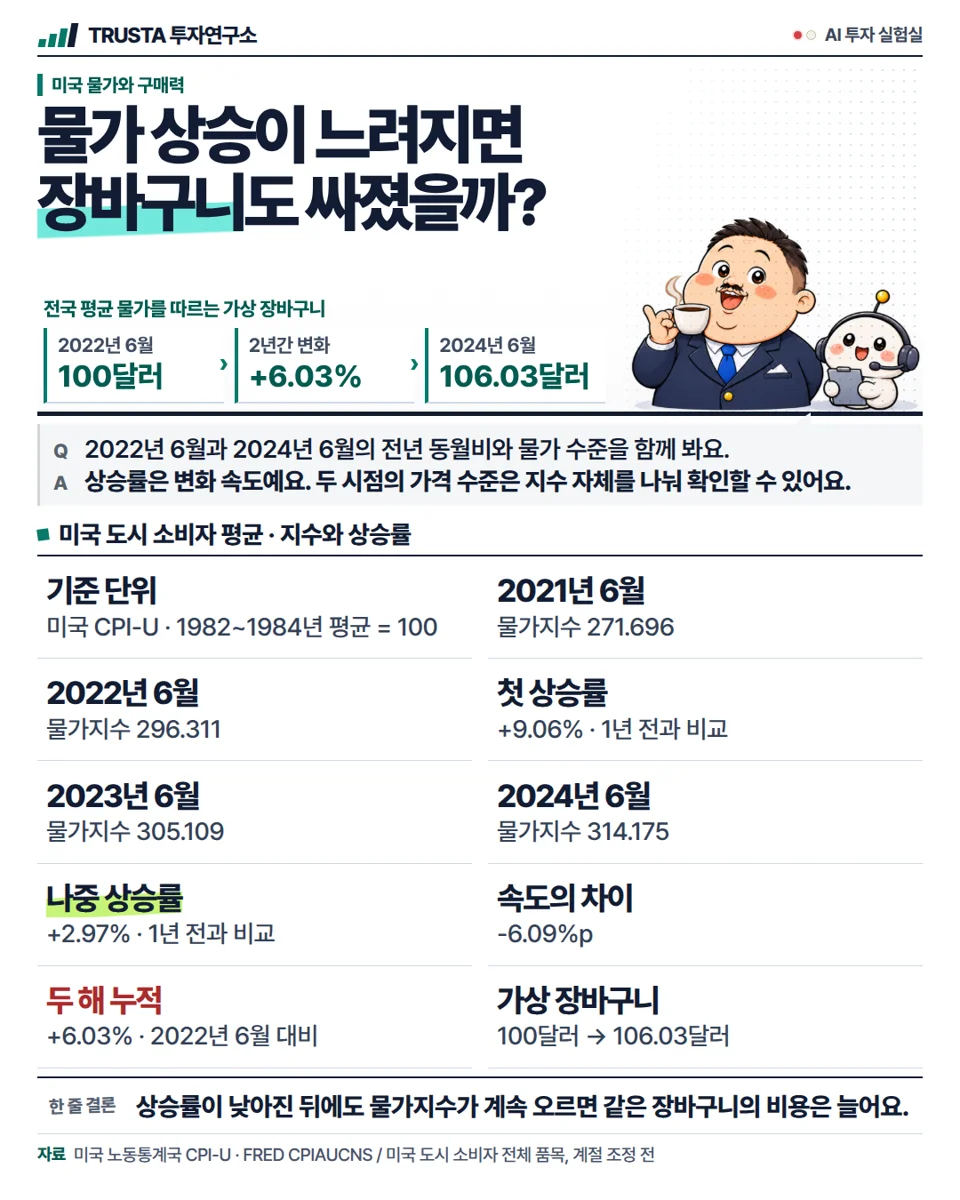 TRUSTA 투자연구소
AI 투자 실험실
미국 물가와 구매력
물가 상승이 느려지면
장바구니도 싸졌을까?
전국 평균 물가를 따르는 가상 장바구니
2022년 6월
100달러
›
2년간 변화
+6.03%
›
2024년 6월
106.03달러
Q 2022년 6월과 2024년 6월의 전년 동월비와 물가 수준을 함께 봐요.
A 상승률은 변화 속도예요. 두 시점의 가격 수준은 지수 자체를 나눠 확인할 수 있어요.
미국 도시 소비자 평균 · 지수와 상승률
기준 단위
미국 CPI-U · 1982~1984년 평균 = 100
2021년 6월
물가지수 271.696
2022년 6월
물가지수 296.311
첫 상승률
+9.06% · 1년 전과 비교
2023년 6월
물가지수 305.109
2024년 6월
물가지수 314.175
나중 상승률
+2.97% · 1년 전과 비교
속도의 차이
-6.09%p
두 해 누적
+6.03% · 2022년 6월 대비
가상 장바구니
100달러 → 106.03달러
한 줄 결론 상승률이 낮아진 뒤에도 물가지수가 계속 오르면 같은 장바구니의 비용은 늘어요.
자료 미국 노동통계국 CPI-U · FRED CPIAUCNS / 미국 도시 소비자 전체 품목, 계절 조정 전